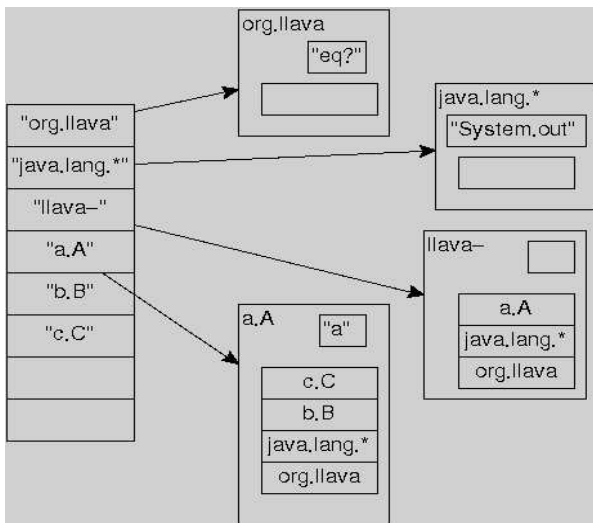 org.llava
"eq?"
"org.llava"
"java.lang.*"
"llava–"
"a.A"
"b.B"
"c.C"
java.lang.*
"System.out"
llava–
a.A
java.lang.*
org.llava
a.A
"a"
c.C
b.B
java.lang.*
org.llava